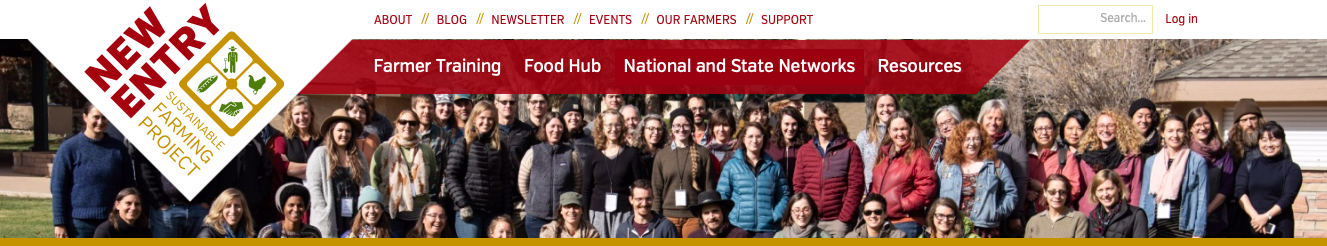 ABOUT // BLOG // NEWSLETTER // EVENTS // OUR FARMERS // SUPPORT
Search...
Log in
NEW
ENTRY
SUSTAINABLE
FARMING
PROJECT
Farmer Training Food Hub National and State Networks Resources